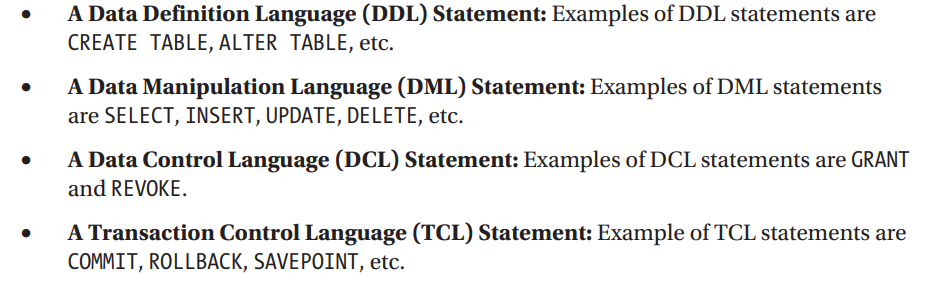 • A Data Definition Language (DDL) Statement: Examples of DDL statements are
CREATE TABLE, ALTER TABLE, etc.
• A Data Manipulation Language (DML) Statement: Examples of DML statements
are SELECT, INSERT, UPDATE, DELETE, etc.
• A Data Control Language (DCL) Statement: Examples of DCL statements are GRANT
and REVOKE.
• A Transaction Control Language (TCL) Statement: Example of TCL statements are
COMMIT, ROLLBACK, SAVEPOINT, etc.